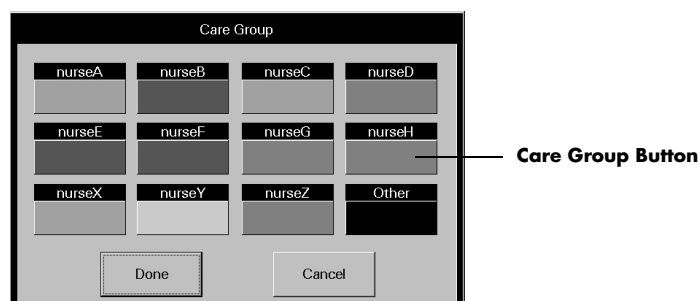 Care Group
nurseA nurseB nurseC nurseD
nurseE nurseF nurseG nurseH
Care Group Button
nurseX nurseY nurseZ Other
Done Cancel